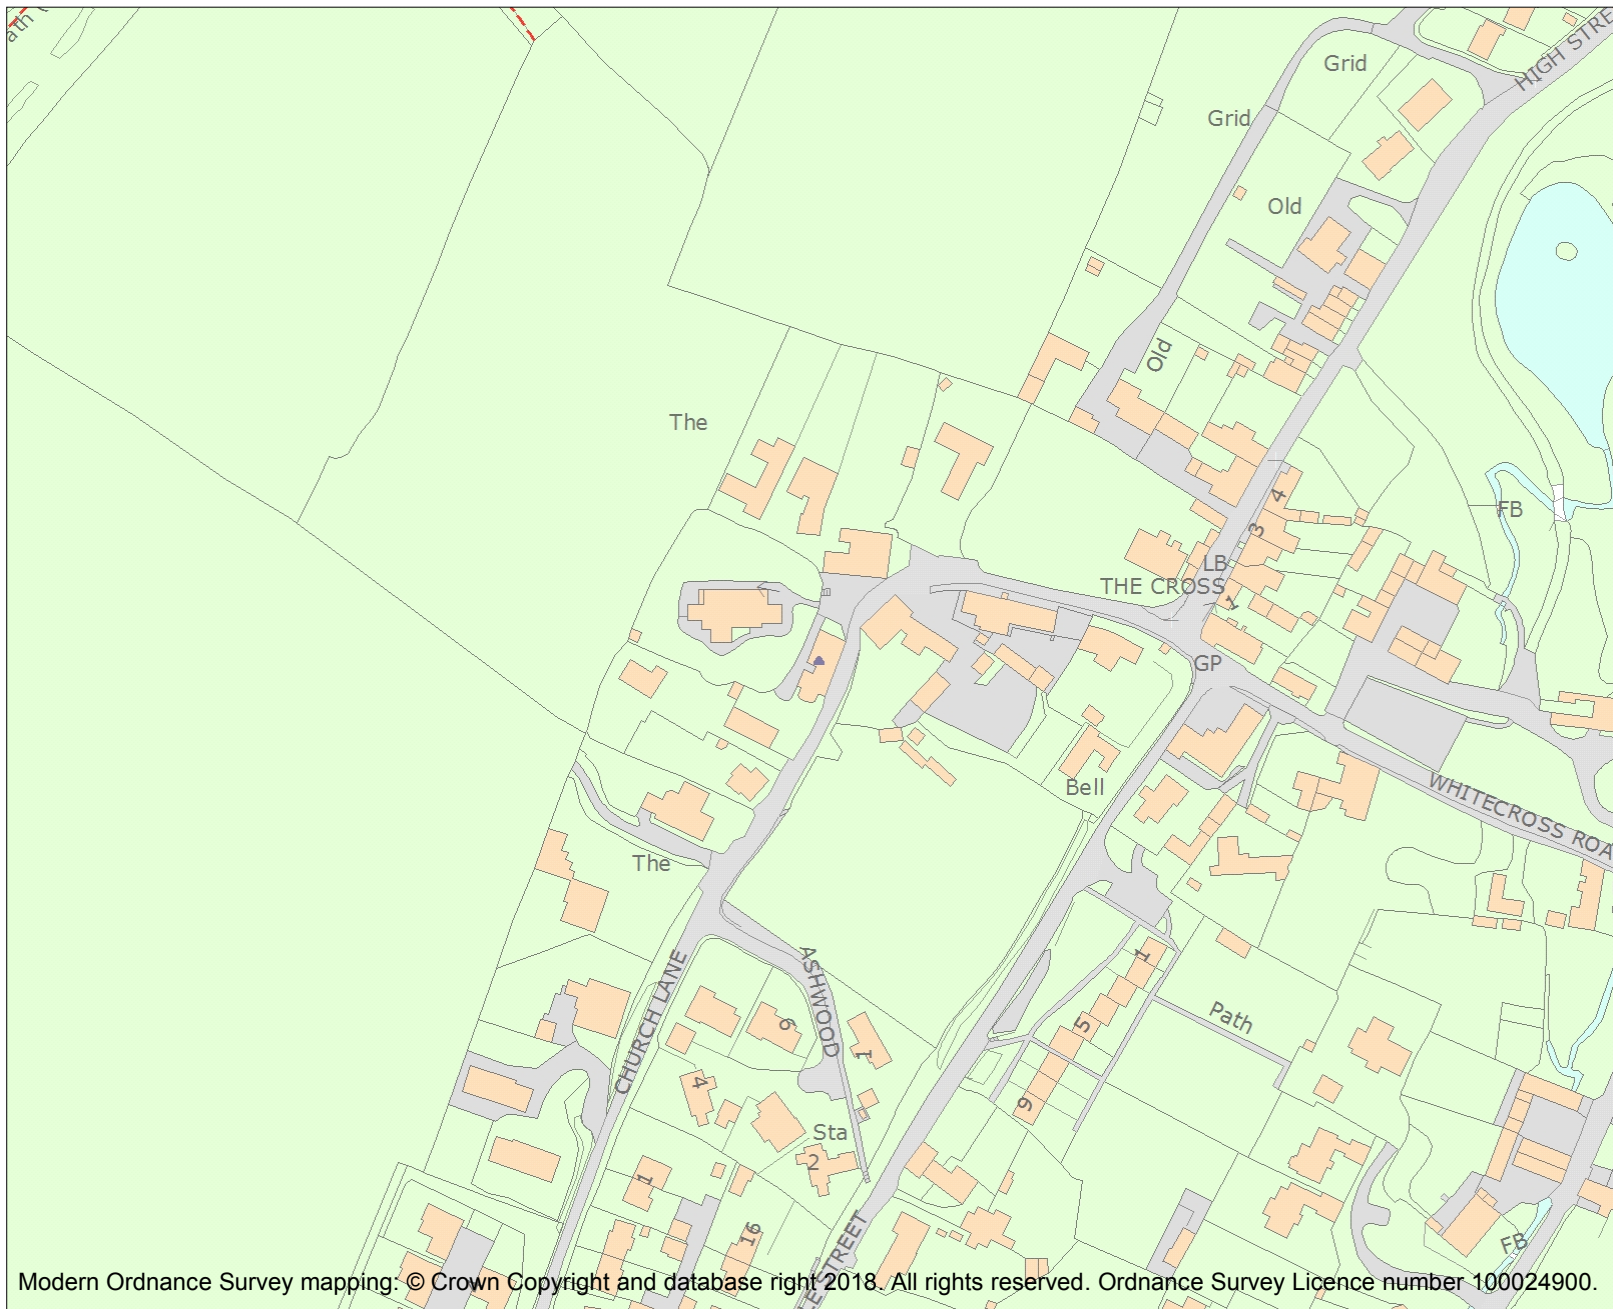 ath (
HIGH STRE
Grid
Grid
Old
Old
The
4
3
FB
LB
THE CROSS
1
GP
Bell
WHITECROSS ROA
The
ASHWOOD
CHURCH LANE
1
Path
6
5
1
4
9
Sta
2
1
16
LE STREET
FB
Modern Ordnance Survey mapping: © Crown Copyright and database right 2018. All rights reserved. Ordnance Survey Licence number 100024900.